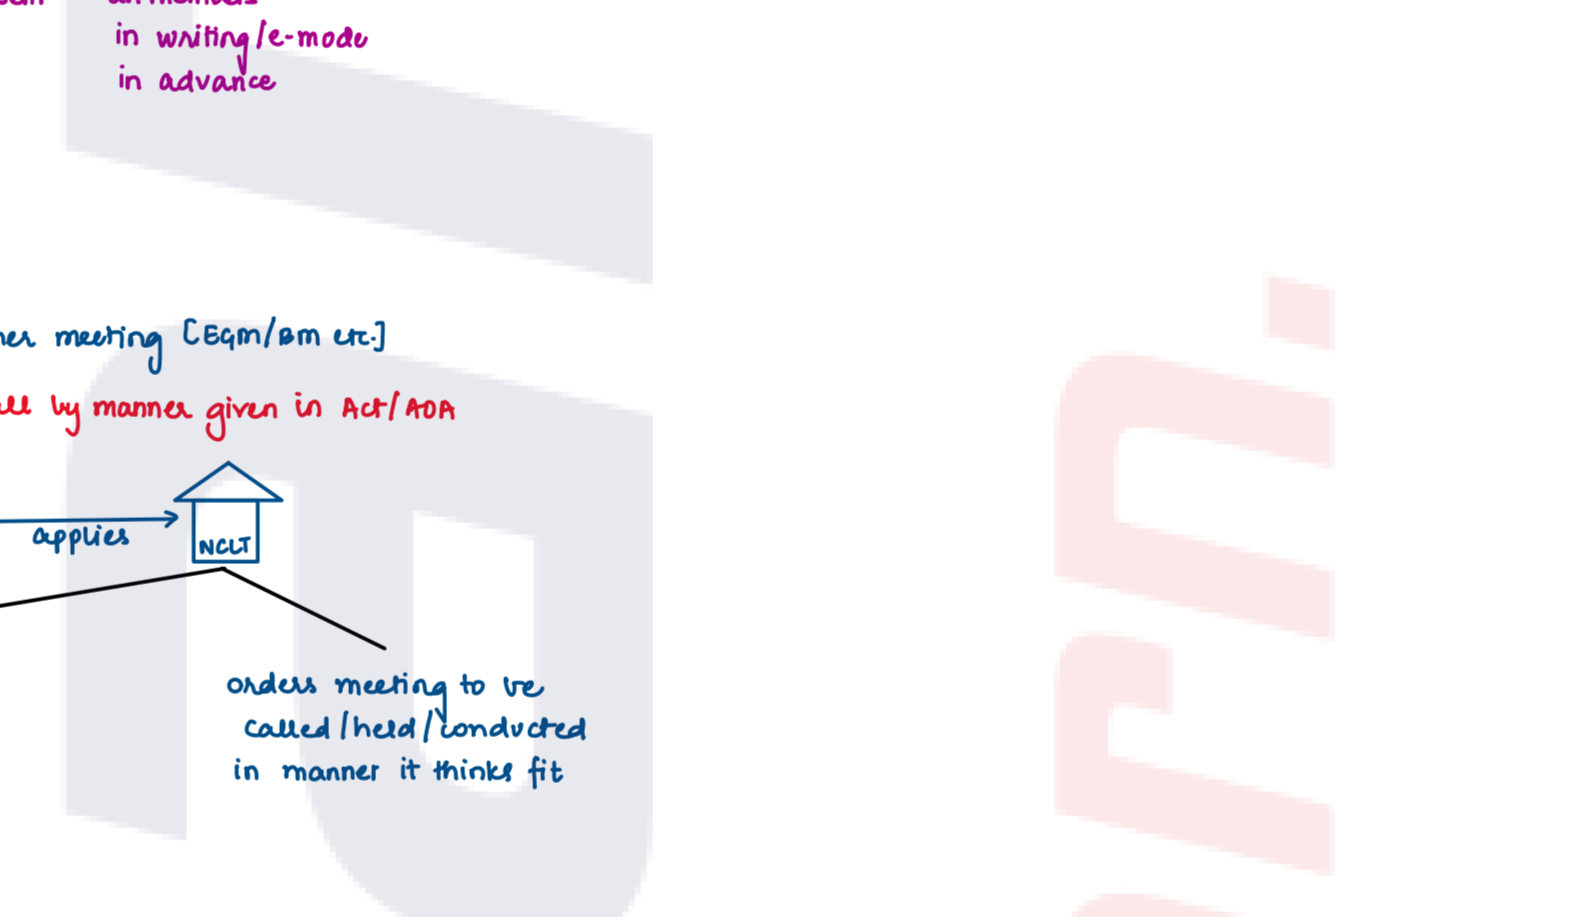 in writing/e-mode
in advance
meeting [EGM/BM etc.]
by manner given in Act/AOA
applies
NCLT
orders meeting to be
called/held/conducted
in manner it thinks fit